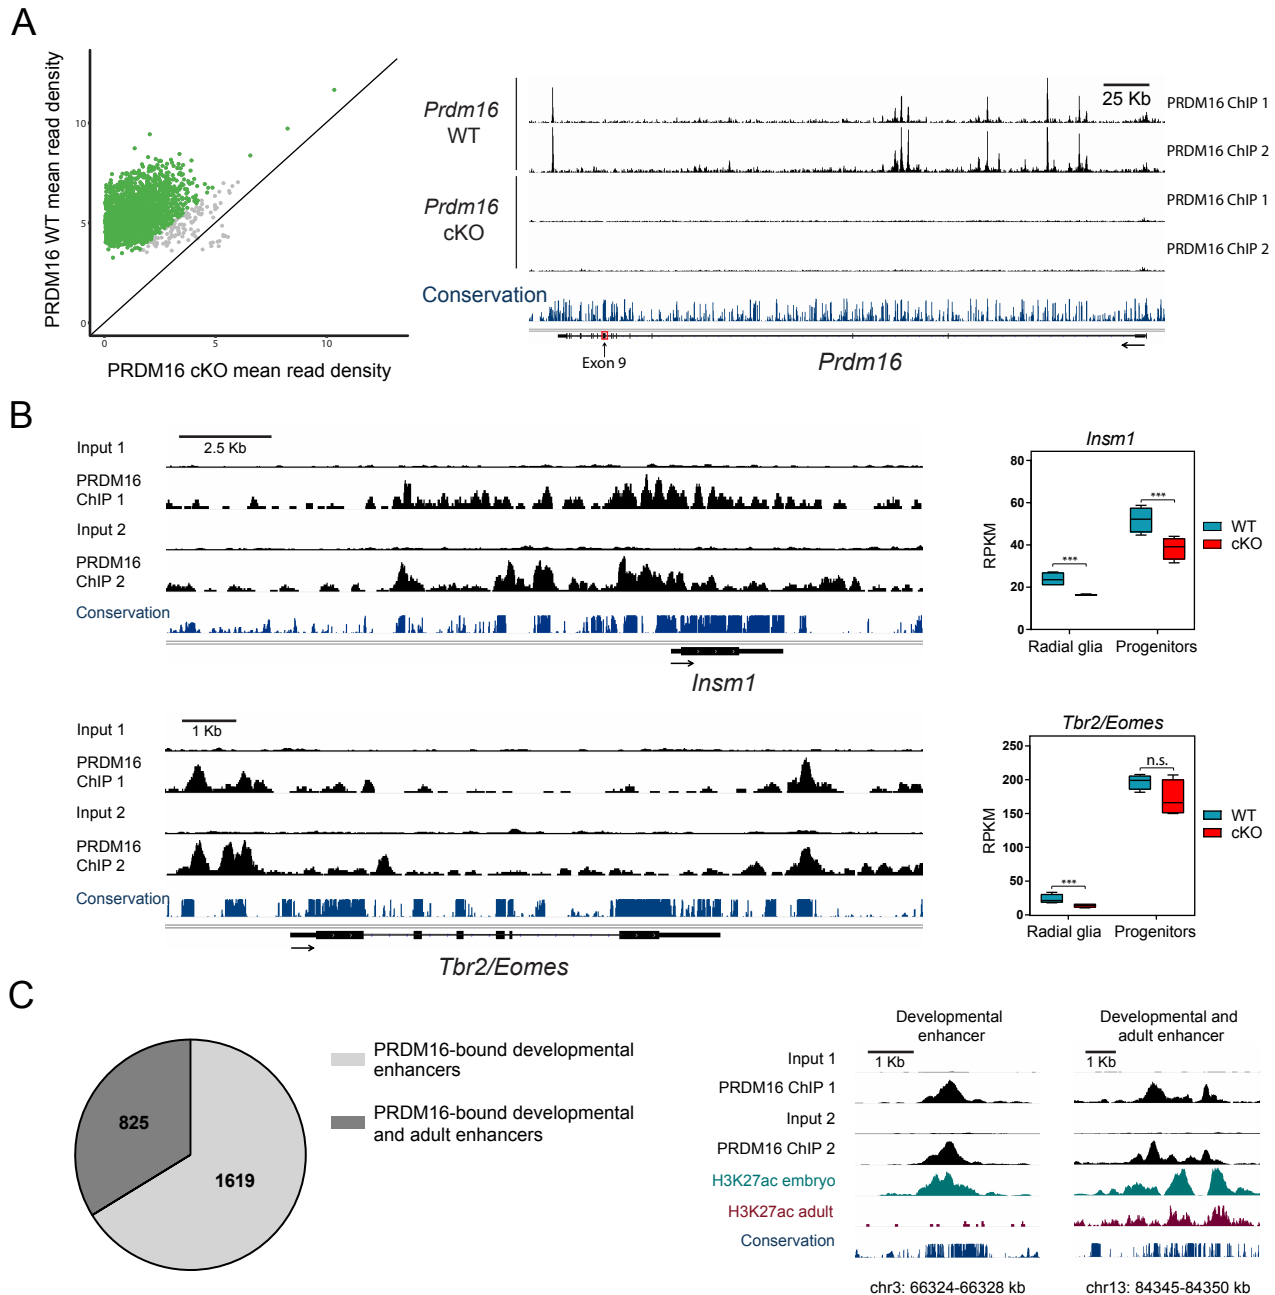 A
PRDM16 WT mean read density
10
5
0
0
5
10
PRDM16 cKO mean read density
Prdm16
WT
Prdm16
cKO
25 Kb
PRDM16 ChIP 1
PRDM16 ChIP 2
PRDM16 ChIP 1
PRDM16 ChIP 2
Conservation
Exon 9
Prdm16
B
2.5 Kb
Input 1
PRDM16
ChIP 1
Input 2
PRDM16
ChIP 2
Conservation
Insm1
Insm1
80
60
40
20
0
RPKM
***
***
Radial glia
Progenitors
WT
cKO
1 Kb
Input 1
PRDM16
ChIP 1
Input 2
PRDM16
ChIP 2
Conservation
Tbr2/Eomes
Tbr2/Eomes
250
200
150
100
50
0
RPKM
***
n.s.
Radial glia
Progenitors
WT
cKO
C
825
1619
PRDM16-bound developmental
enhancers
PRDM16-bound developmental
and adult enhancers
Developmental
enhancer
Developmental and
adult enhancer
1 Kb
1 Kb
Input 1
PRDM16 ChIP 1
Input 2
PRDM16 ChIP 2
H3K27ac embryo
H3K27ac adult
Conservation
chr3: 66324-66328 kb
chr13: 84345-84350 kb